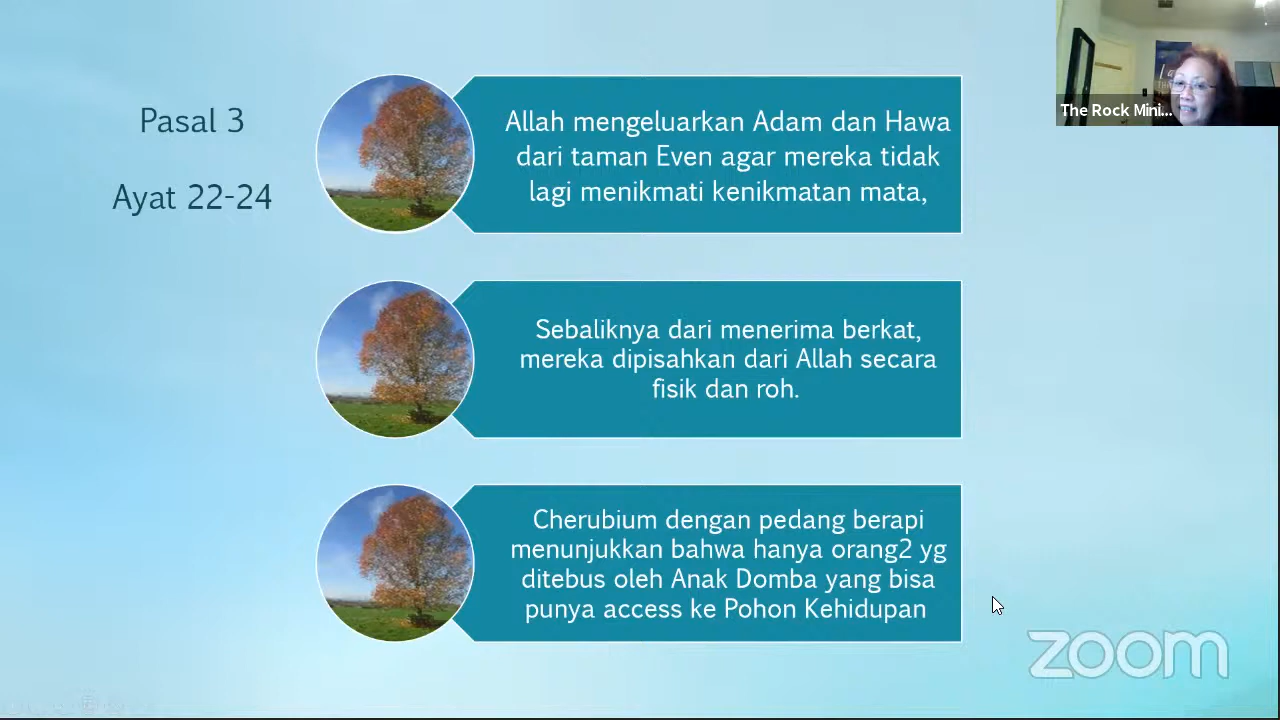 Pasal 3
Ayat 22-24
Allah mengeluarkan Adam dan Hawa
dari taman Even agar mereka tidak
lagi menikmati kenikmatan mata,
Sebaliknya dari menerima berkat,
mereka dipisahkan dari Allah secara
fisik dan roh.
Cherubium dengan pedang berapi
menunjukkan bahwa hanya orang2 yg
ditebus oleh Anak Domba yang bisa
punya access ke Pohon Kehidupan
The Rock Mini...
zoom